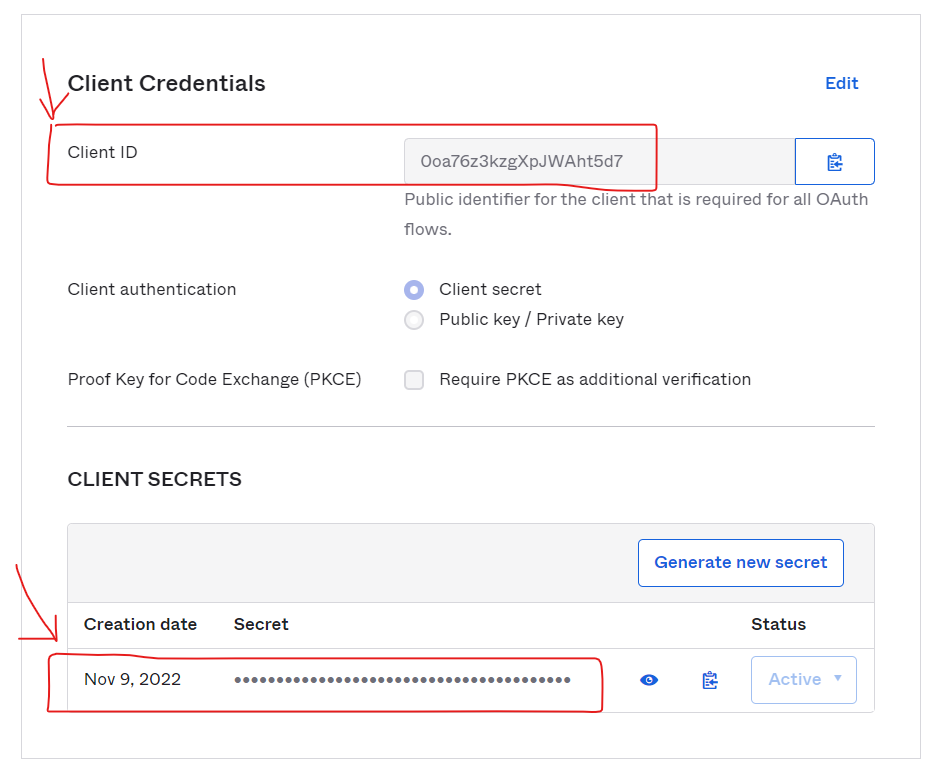 Client Credentials Edit
Client ID 0oa76z3kzgXpJWAht5d7
Public identifier for the client that is required for all OAuth
flows.
Client authentication Client secret
Public key / Private key
Proof Key for Code Exchange (PKCE) Require PKCE as additional verification
CLIENT SECRETS
Generate new secret
Creation date Secret Status
Nov 9, 2022 •••••••••••••••••••••••••••••••••••••••• Active